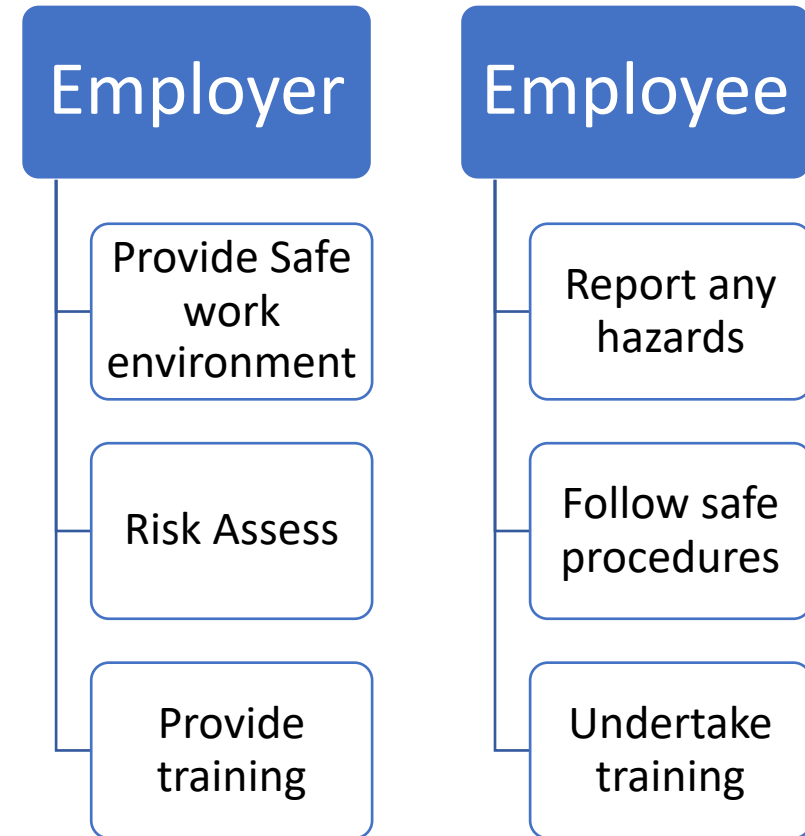 Employer
Provide Safe
work
environment
Risk Assess
Provide
training
Employee
Report any
hazards
Follow safe
procedures
Undertake
training